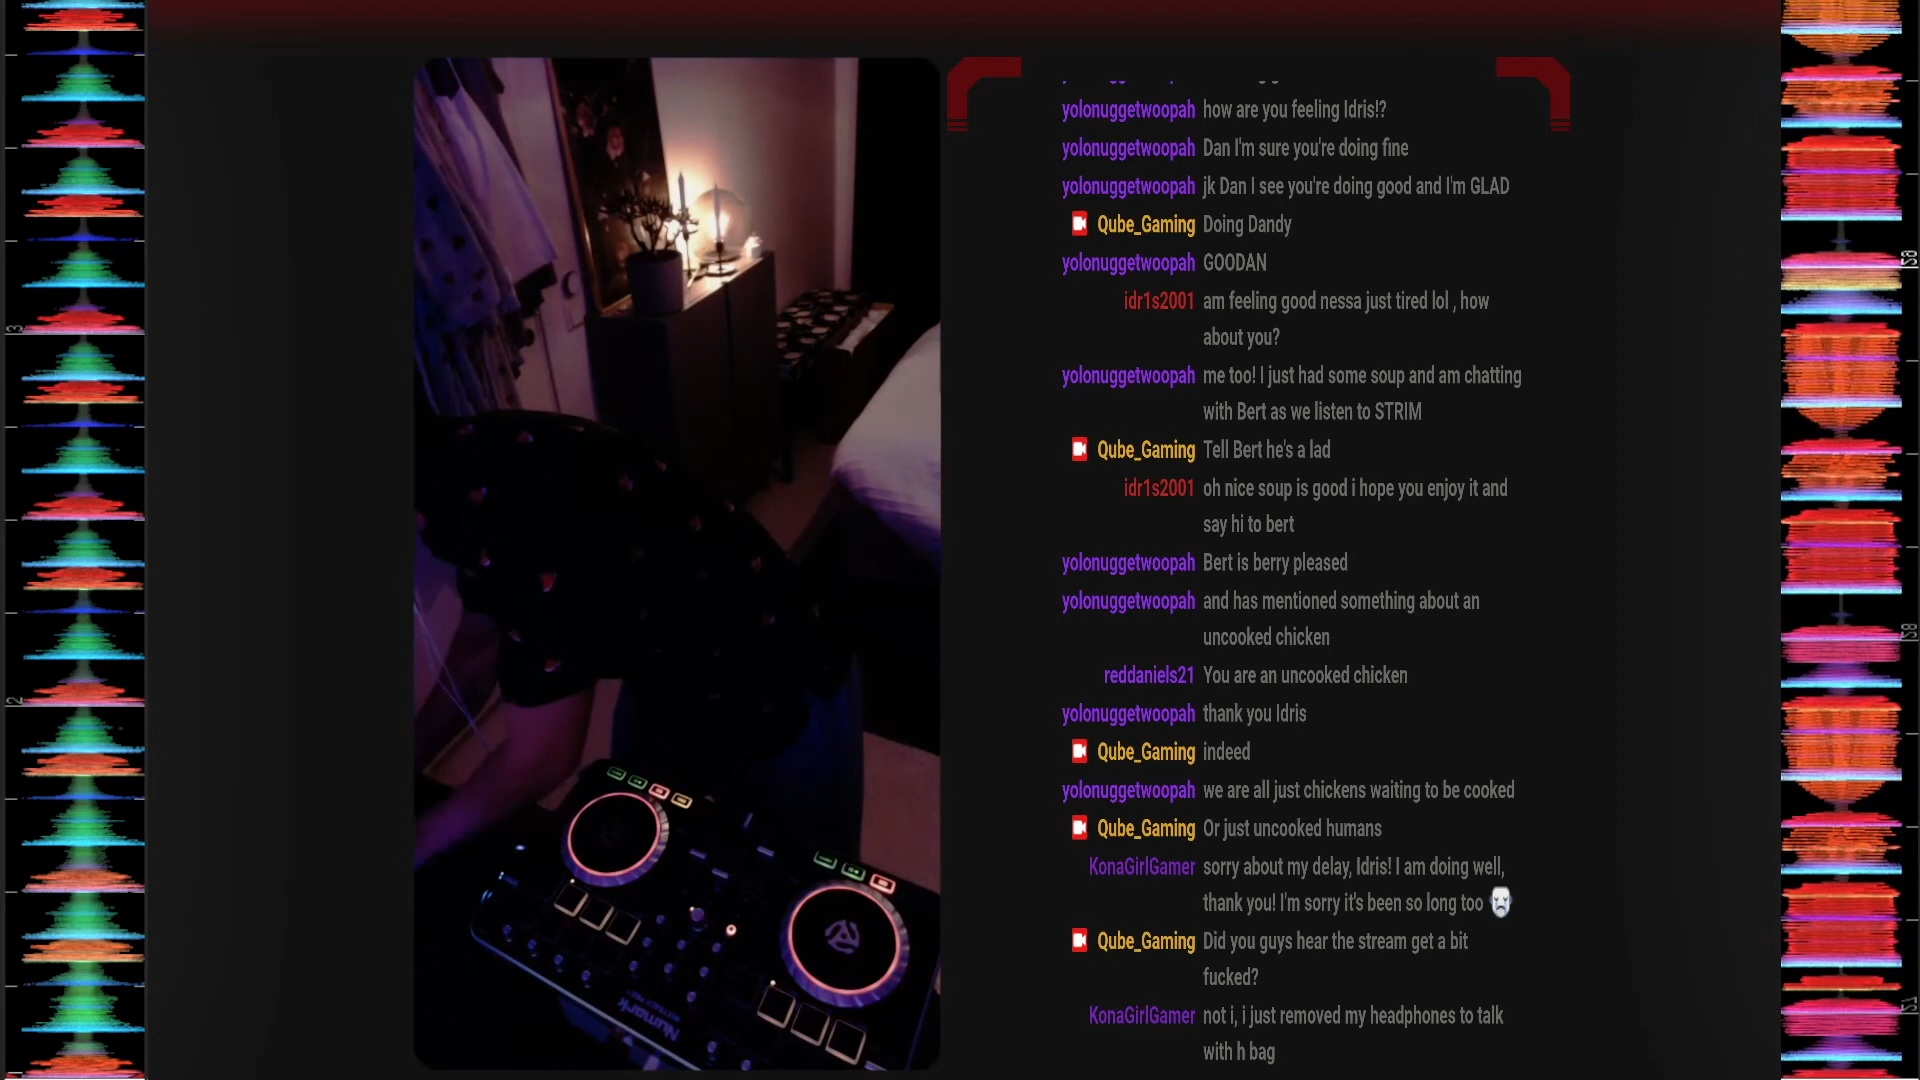 yolonuggetwoopah how are you feeling Idris!?
yolonuggetwoopah Dan I'm sure you're doing fine
yolonuggetwoopah jk Dan I see you're doing good and I'm GLAD
Qube_Gaming Doing Dandy
yolonuggetwoopah GOODAN
idr1s2001 am feeling good nessa just tired lol , how
about you?
yolonuggetwoopah me too! I just had some soup and am chatting
with Bert as we listen to STRIM
Qube_Gaming Tell Bert he's a lad
idr1s2001 oh nice soup is good i hope you enjoy it and
say hi to bert
yolonuggetwoopah Bert is berry pleased
yolonuggetwoopah and has mentioned something about an
uncooked chicken
reddaniels21 You are an uncooked chicken
yolonuggetwoopah thank you Idris
Qube_Gaming indeed
yolonuggetwoopah we are all just chickens waiting to be cooked
Qube_Gaming Or just uncooked humans
KonaGirlGamer sorry about my delay, Idris! I am doing well,
thank you! I'm sorry it's been so long too
Qube_Gaming Did you guys hear the stream get a bit
fucked?
KonaGirlGamer not i, i just removed my headphones to talk
with h bag
Numark
3
2